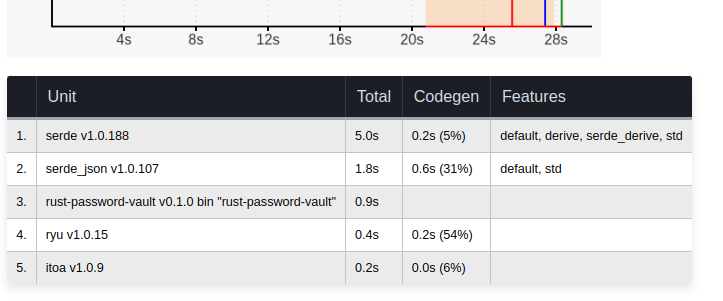 4s 8s 12s 16s 20s 24s 28s
Unit Total Codegen Features
1. serde v1.0.188 5.0s 0.2s (5%) default, derive, serde_derive, std
2. serde_json v1.0.107 1.8s 0.6s (31%) default, std
3. rust-password-vault v0.1.0 bin "rust-password-vault" 0.9s
4. ryu v1.0.15 0.4s 0.2s (54%)
5. itoa v1.0.9 0.2s 0.0s (6%)